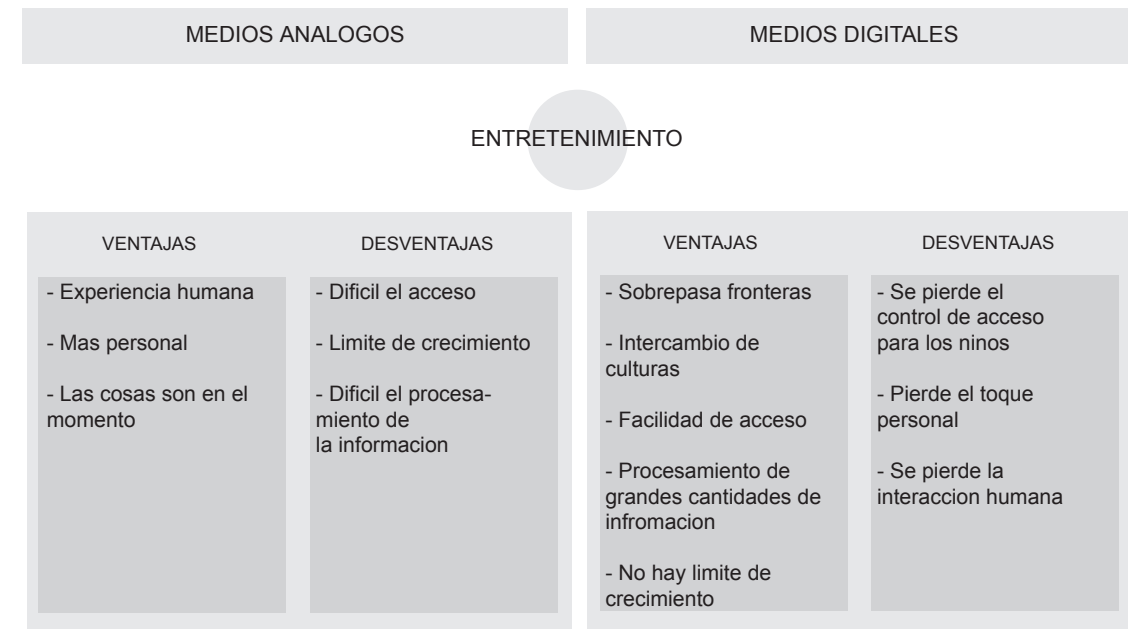 MEDIOS ANALOGOS
MEDIOS DIGITALES
ENTRETENIMIENTO
VENTAJAS
- Experiencia humana
- Mas personal
- Las cosas son en el
momento
DESVENTAJAS
- Dificil el acceso
- Limite de crecimiento
- Dificil el procesa-
miento de
la informacion
VENTAJAS
- Sobrepasa fronteras
- Intercambio de
culturas
- Facilidad de acceso
- Procesamiento de
grandes cantidades de
infromacion
- No hay limite de
crecimiento
DESVENTAJAS
- Se pierde el
control de acceso
para los ninos
- Pierde el toque
personal
- Se pierde la
interaccion humana